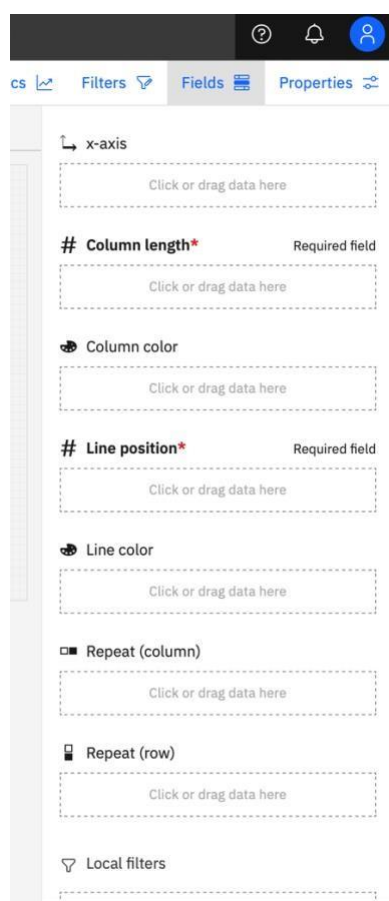 cs Filters Fields Properties
x-axis
Click or drag data here
# Column length* Required field
Click or drag data here
Column color
Click or drag data here
# Line position* Required field
Click or drag data here
Line color
Click or drag data here
Repeat (column)
Click or drag data here
Repeat (row)
Click or drag data here
Local filters